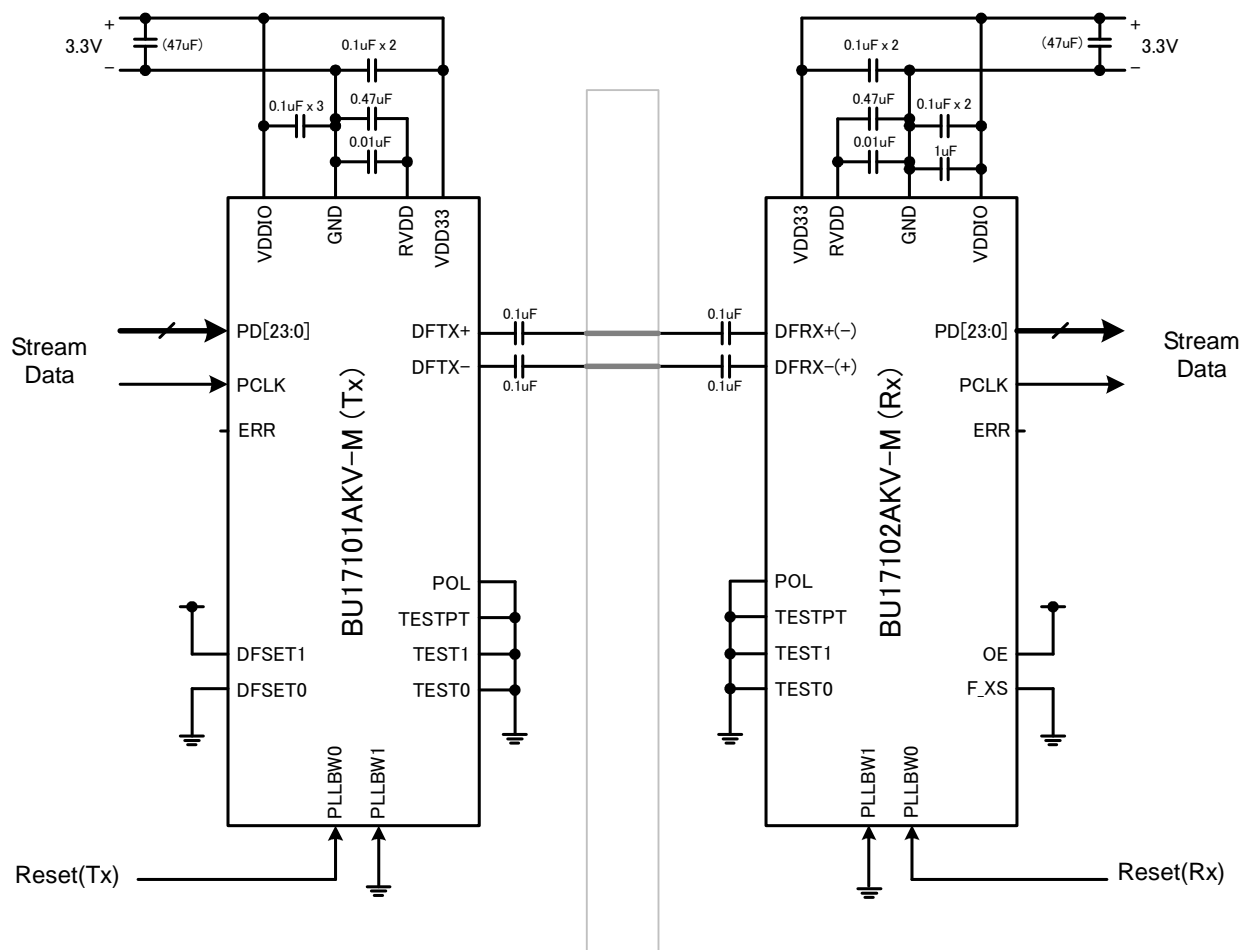 +
3.3V
−
(47uF)
0.1uF x 2
0.1uF x 3
0.47uF
0.01uF
VDDIO
GND
RVDD
VDD33
Stream
Data
PD[23:0]
PCLK
ERR
DFTX+
DFTX-
0.1uF
0.1uF
BU17101AKV-M (Tx)
POL
TESTPT
TEST1
TEST0
DFSET1
DFSET0
PLLBW0
PLLBW1
Reset(Tx)
+
3.3V
−
(47uF)
0.1uF x 2
0.47uF
0.1uF x 2
0.01uF
1uF
VDD33
RVDD
GND
VDDIO
0.1uF
0.1uF
DFRX+(-)
DFRX-(+)
PD[23:0]
PCLK
ERR
Stream
Data
BU17102AKV-M (Rx)
POL
TESTPT
TEST1
TEST0
OE
F_XS
PLLBW1
PLLBW0
Reset(Rx)